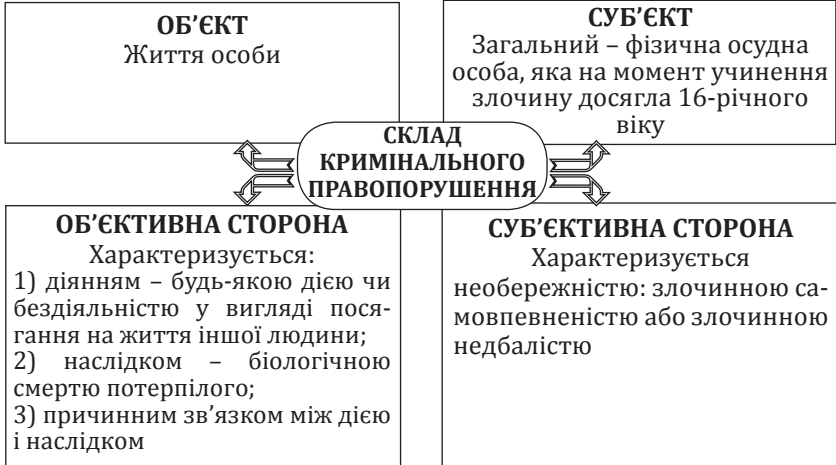 ОБ’ЄКТ
Життя особи
СУБ’ЄКТ
Загальний – фізична осудна
особа, яка на момент учинення
злочину досягла 16-річного
віку
СКЛАД
КРИМІНАЛЬНОГО
ПРАВОПОРУШЕННЯ
ОБ’ЄКТИВНА СТОРОНА
Характеризується:
1) діянням – будь-якою дією чи
бездіяльністю у вигляді пося-
гання на життя іншої людини;
2) наслідком – біологічною
смертю потерпілого;
3) причинним зв’язком між дією
і наслідком
СУБ’ЄКТИВНА СТОРОНА
Характеризується
необережністю: злочинною са-
мовпевненістю або злочинною
недбалістю